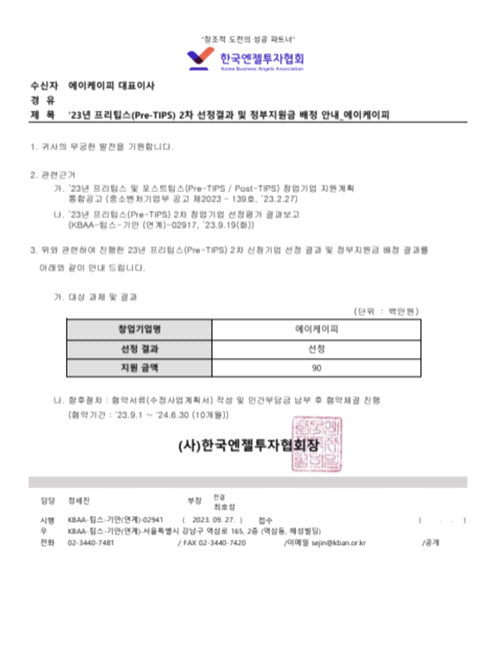 "창조적 도전의 성공 파트너"
한국엔젤투자협회
Korea Business Angels Association
수신자 에이케이피 대표이사
경 유
제 목 '23년 프리팁스(Pre-TIPS) 2차 선정결과 및 정부지원금 배정 안내_에이케이피
1. 귀사의 무궁한 발전을 기원합니다.
2. 관련근거
가. '23년 프리팁스 및 포스트팁스(Pre-TIPS / Post-TIPS) 창업기업 지원계획
통합공고 (중소벤처기업부 공고 제2023 - 139호, '23.2.27)
나. '23년 프리팁스(Pre-TIPS) 2차 창업기업 선정평가 결과보고
(KBAA-팁스-기안 (연계)-02917, '23.9.19(화))
3. 위와 관련하여 진행한 23년 프리팁스(Pre-TIPS) 2차 신청기업 선정 결과 및 정부지원금 배정 결과를
아래와 같이 안내 드립니다.
가. 대상 과제 및 결과
(단위 : 백만원)
창업기업명 에이케이피
선정 결과 선정
지원 금액 90
나. 향후절차 : 협약서류(수정사업계획서) 작성 및 민간부담금 납부 후 협약체결 진행
(협약기간 : '23.9.1 ~ '24.6.30 (10개월))
(사)한국엔젤투자협회장
담당 정세진 부장 전결 최호성
시행 KBAA-팁스-기안(연계)-02941 ( 2023. 09. 27. ) 접수 ( . . )
우 KBAA-팁스-기안(연계)-서울특별시 강남구 역삼로 165, 2층 (역삼동, 해성빌딩)
전화 02-3440-7481 / FAX 02-3440-7420 /이메일 sejin@kban.or.kr /공개